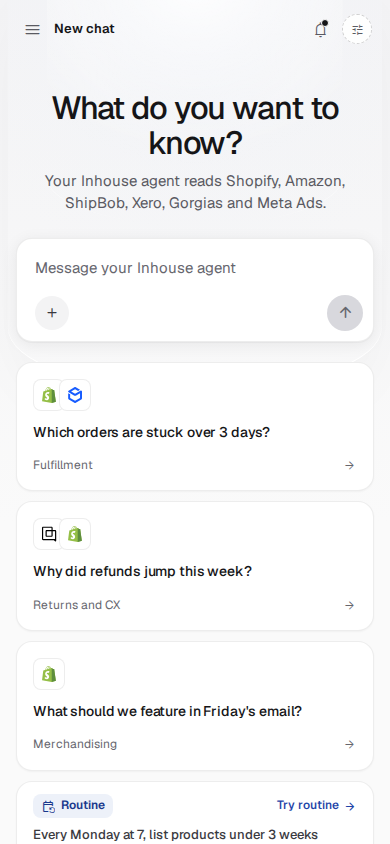 New chat
What do you want to
know?
Your Inhouse agent reads Shopify, Amazon,
ShipBob, Xero, Gorgias and Meta Ads.
Message your Inhouse agent
Which orders are stuck over 3 days?
Fulfillment
Why did refunds jump this week?
Returns and CX
What should we feature in Friday's email?
Merchandising
Routine
Try routine
Every Monday at 7, list products under 3 weeks